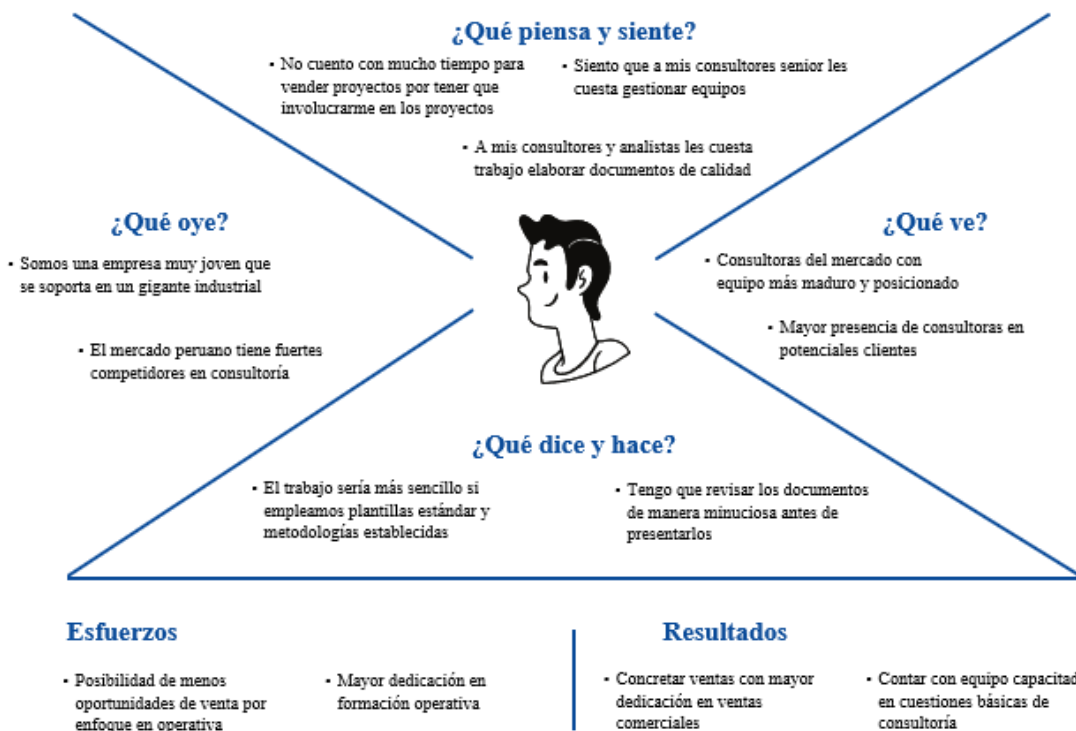 ¿Qué piensa y siente?
▪ No cuento con mucho tiempo para
vender proyectos por tener que
involucrarme en los proyectos
▪ Siento que a mis consultores senior les
cuesta gestionar equipos
▪ A mis consultores y analistas les cuesta
trabajo elaborar documentos de calidad
¿Qué oye?
▪ Somos una empresa muy joven que
se soporta en un gigante industrial
▪ El mercado peruano tiene fuertes
competidores en consultoría
¿Qué ve?
▪ Consultoras del mercado con
equipo más maduro y posicionado
▪ Mayor presencia de consultoras en
potenciales clientes
¿Qué dice y hace?
▪ El trabajo sería más sencillo si
empleamos plantillas estándar y
metodologías establecidas
▪ Tengo que revisar los documentos
de manera minuciosa antes de
presentarlos
Esfuerzos
▪ Posibilidad de menos
oportunidades de venta por
enfoque en operativa
▪ Mayor dedicación en
formación operativa
Resultados
▪ Concretar ventas con mayor
dedicación en ventas
comerciales
▪ Contar con equipo capacitad
en cuestiones básicas de
consultoría